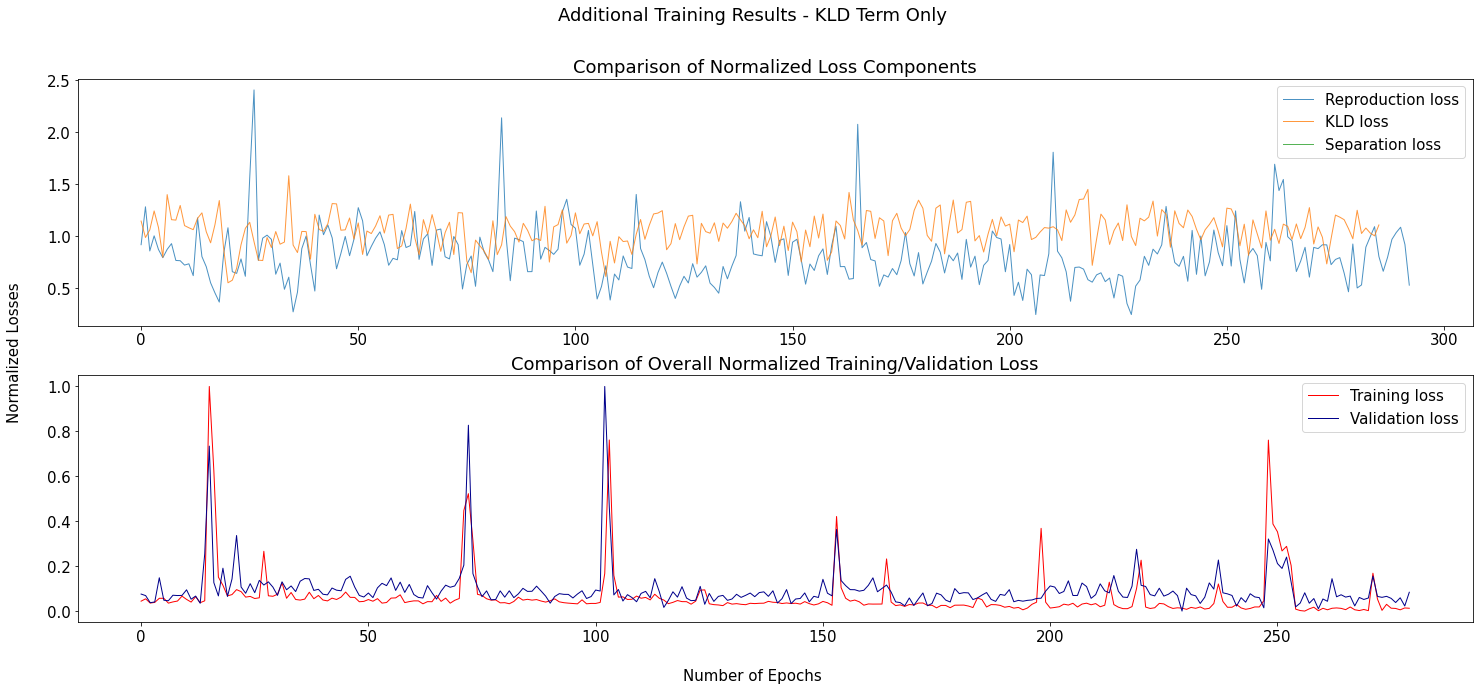 Additional Training Results - KLD Term Only
Comparison of Normalized Loss Components
2.5
2.0
1.5
1.0
0.5
Reproduction loss
KLD loss
Separation loss
0 50 100 150 200 250 300
Normalized Losses
Comparison of Overall Normalized Training/Validation Loss
1.0
0.8
0.6
0.4
0.2
0.0
Training loss
Validation loss
0 50 100 150 200 250
Number of Epochs